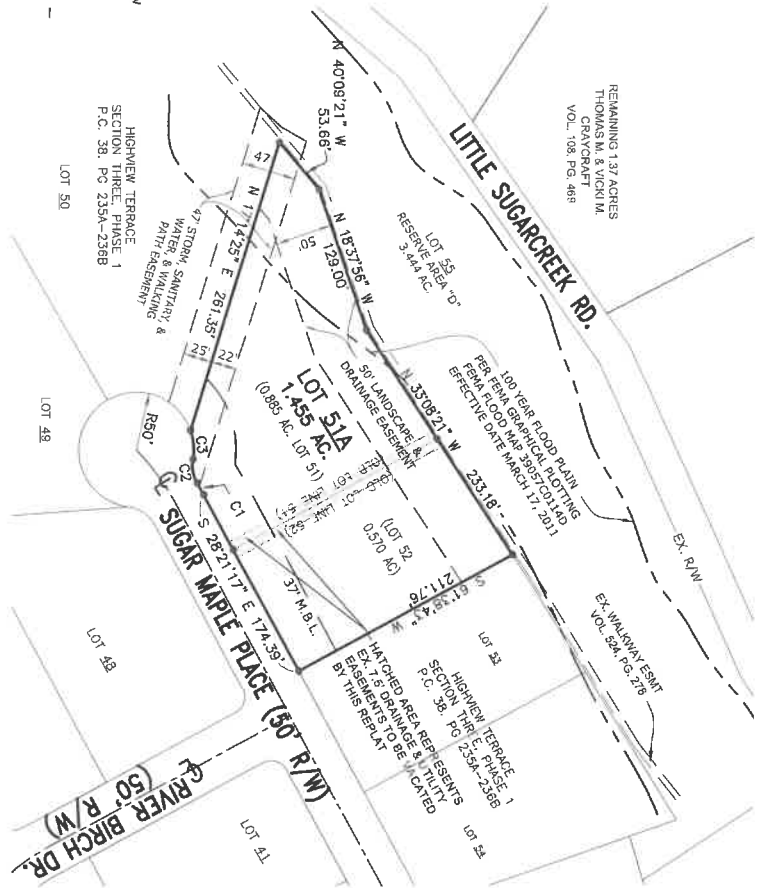 REMAINING 1.37 ACRES
THOMAS M. & VICKI M.
CRAYCRAFT
VOL. 108, PG. 469
LITTLE SUGARCREEK RD.
N 40°09'21" W
53.66'
N 18°37'56" W
129.00'
LOT 55
RESERVE AREA "D"
3.444 AC.
100 YEAR FLOOD PLAIN
PER FEMA GRAPHICAL PLOTTING
FEMA FLOOD MAP 39057C0114D
EFFECTIVE DATE MARCH 17, 2011
EX. R/W
EX. WALKWAY ESMT
VOL. 524, PG. 278
N 33°08'21" W
233.18'
50' LANDSCAPE, &
DRAINAGE EASEMENT
50'
47'
N 17°14'25" E 261.35'
25'
22'
47' STORM, SANITARY,
WATER, & WALKING, &
PATH EASEMENT
HIGHVIEW TERRACE
SECTION THREE, PHASE 1
P.C. 38. PG 235A-236B
LOT 50
LOT 51A
1.455 AC.
(0.885 AC. LOT 51)
(LOT 52
0.570 AC)
S 61°38'43" W
211.76
LOT 53
HIGHVIEW TERRACE
SECTION THREE, PHASE 1
P.C. 38. PG 235A-236B
LOT 54
HATCHED AREA REPRESENTS
EX. 7.5' DRAINAGE & UTILITY
EASEMENTS TO BE VACATED
BY THIS REPLAT
37' M.B.L.
C1
C2
C3
R50'
S 28°21'17" E 174.39'
SUGAR MAPLE PLACE (50' R/W)
LOT 49
LOT 48
RIVER BIRCH DR.
(50' R/W)
LOT 41